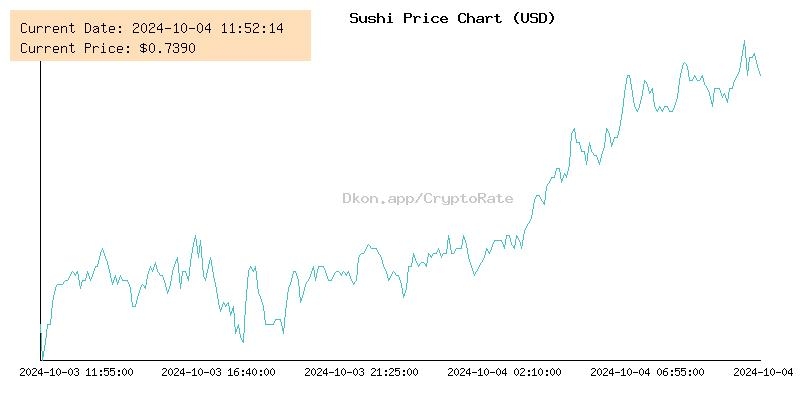 Sushi Price Chart (USD)
Current Date: 2024-10-04 11:52:14
Current Price: $0.7390
Dkon.app/CryptoRate
2024-10-03 11:55:00 2024-10-03 16:40:00 2024-10-03 21:25:00 2024-10-04 02:10:00 2024-10-04 06:55:00 2024-10-04